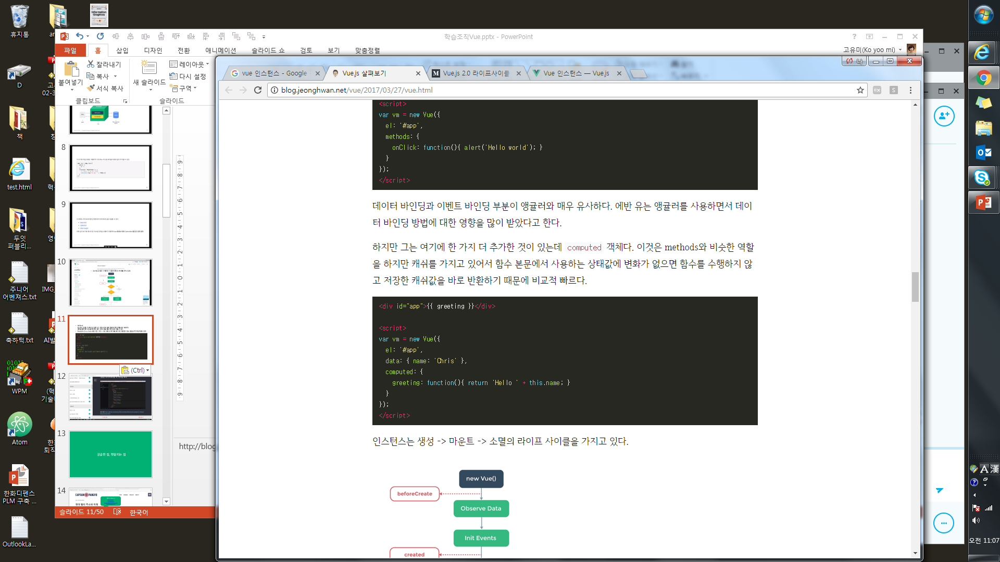 휴지통
D
책
test.html
두잇
퍼블리...
주니어
어벤져스.txt
축하턱.txt
WPM
Atom
한화디펜스
PLM 구축 ...
OutlookLa...
학습조직Vue.pptx - PowerPoint
파일 홈 삽입 디자인 전환 애니메이션 슬라이드 쇼 검토 보기 맞춤정렬
고유미(Ko yoo mi)
붙여넣기
잘라내기
복사
서식 복사
클립보드
새 슬라이드
레이아웃
다시 설정
구역
슬라이드
8
9
10
11
(Ctrl)
12
13
궁금한 점, 헷갈리는 점
14
CAPTAIN PANGYO
http://blog
슬라이드 11/50 한국어
vue 인스턴스 - Google
Vue.js 살펴보기
Vue.js 2.0 라이프사이클
Vue 인스턴스 — Vue.js
blog.jeonghwan.net/vue/2017/03/27/vue.html
<script>
var vm = new Vue({
el: '#app',
methods: {
onClick: function(){ alert('Hello world'); }
}
});
</script>
데이터 바인딩과 이벤트 바인딩 부분이 앵귤러와 매우 유사하다. 에반 유는 앵귤러를 사용하면서 데이
터 바인딩 방법에 대한 영향을 많이 받았다고 한다.
하지만 그는 여기에 한 가지 더 추가한 것이 있는데 computed 객체다. 이것은 methods와 비슷한 역할
을 하지만 캐쉬를 가지고 있어서 함수 본문에서 사용하는 상태값에 변화가 없으면 함수를 수행하지 않
고 저장한 캐쉬값을 바로 반환하기 때문에 비교적 빠르다.
<div id="app">{{ greeting }}</div>
<script>
var vm = new Vue({
el: '#app',
data: { name: 'Chris' },
computed: {
greeting: function(){ return 'Hello ' + this.name; }
}
});
</script>
인스턴스는 생성 -> 마운트 -> 소멸의 라이프 사이클을 가지고 있다.
new Vue()
beforeCreate
Observe Data
Init Events
created
A 漢
오전 11:07